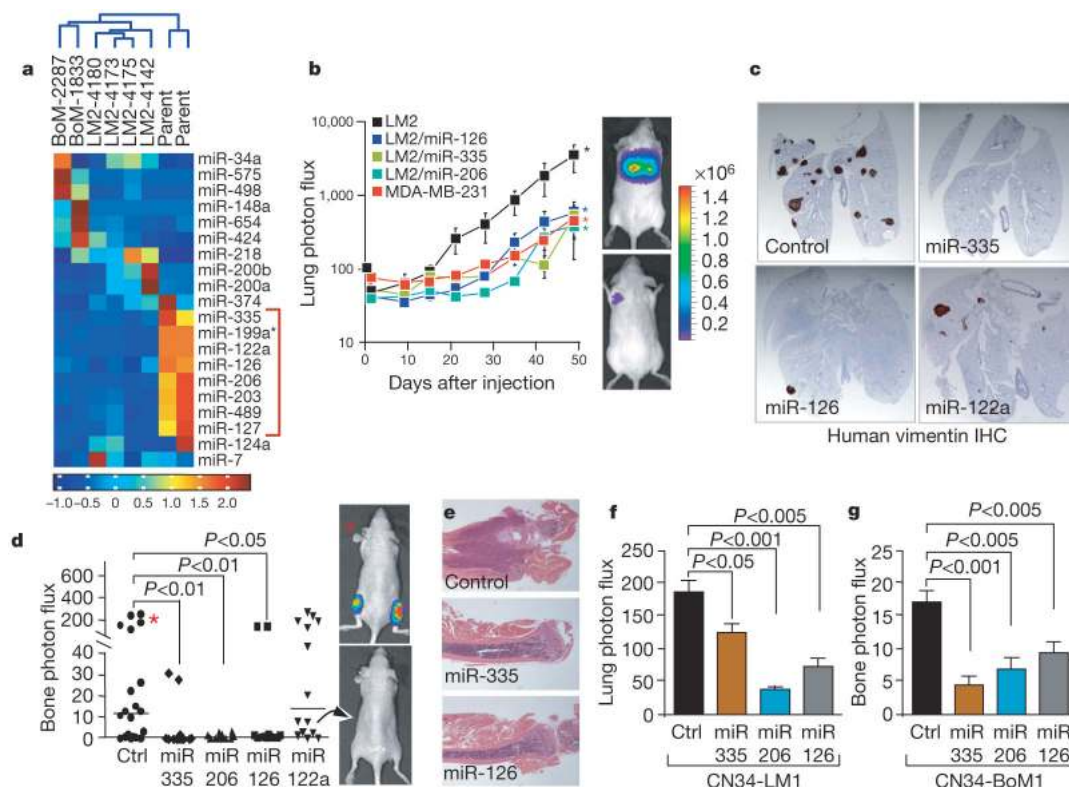 a
BoM-2287
BoM-1833
LM2-4180
LM2-4173
LM2-4175
LM2-4142
Parent
Parent
miR-34a
miR-575
miR-498
miR-148a
miR-654
miR-424
miR-218
miR-200b
miR-200a
miR-374
miR-335
miR-199a*
miR-122a
miR-126
miR-206
miR-203
miR-489
miR-127
miR-124a
miR-7
-1.0 -0.5 0 0.5 1.0 1.5 2.0
b
Lung photon flux
10,000
1,000
100
10
0 10 20 30 40 50
Days after injection
LM2
LM2/miR-126
LM2/miR-335
LM2/miR-206
MDA-MB-231
*
*
*
*
×10⁶
1.4
1.2
1.0
0.8
0.6
0.4
0.2
c
Control
miR-335
miR-126
miR-122a
Human vimentin IHC
d
Bone photon flux
600
400
200
30
20
10
0
P<0.05
P<0.01
P<0.01
*
*
Ctrl miR 335 miR 206 miR 126 miR 122a
e
Control
miR-335
miR-126
f
Lung photon flux
250
200
150
100
50
0
P<0.005
P<0.001
P<0.05
Ctrl miR 335 miR 206 miR 126
CN34-LM1
g
Bone photon flux
25
20
15
10
5
0
P<0.005
P<0.005
P<0.001
Ctrl miR 335 miR 206 miR 126
CN34-BoM1